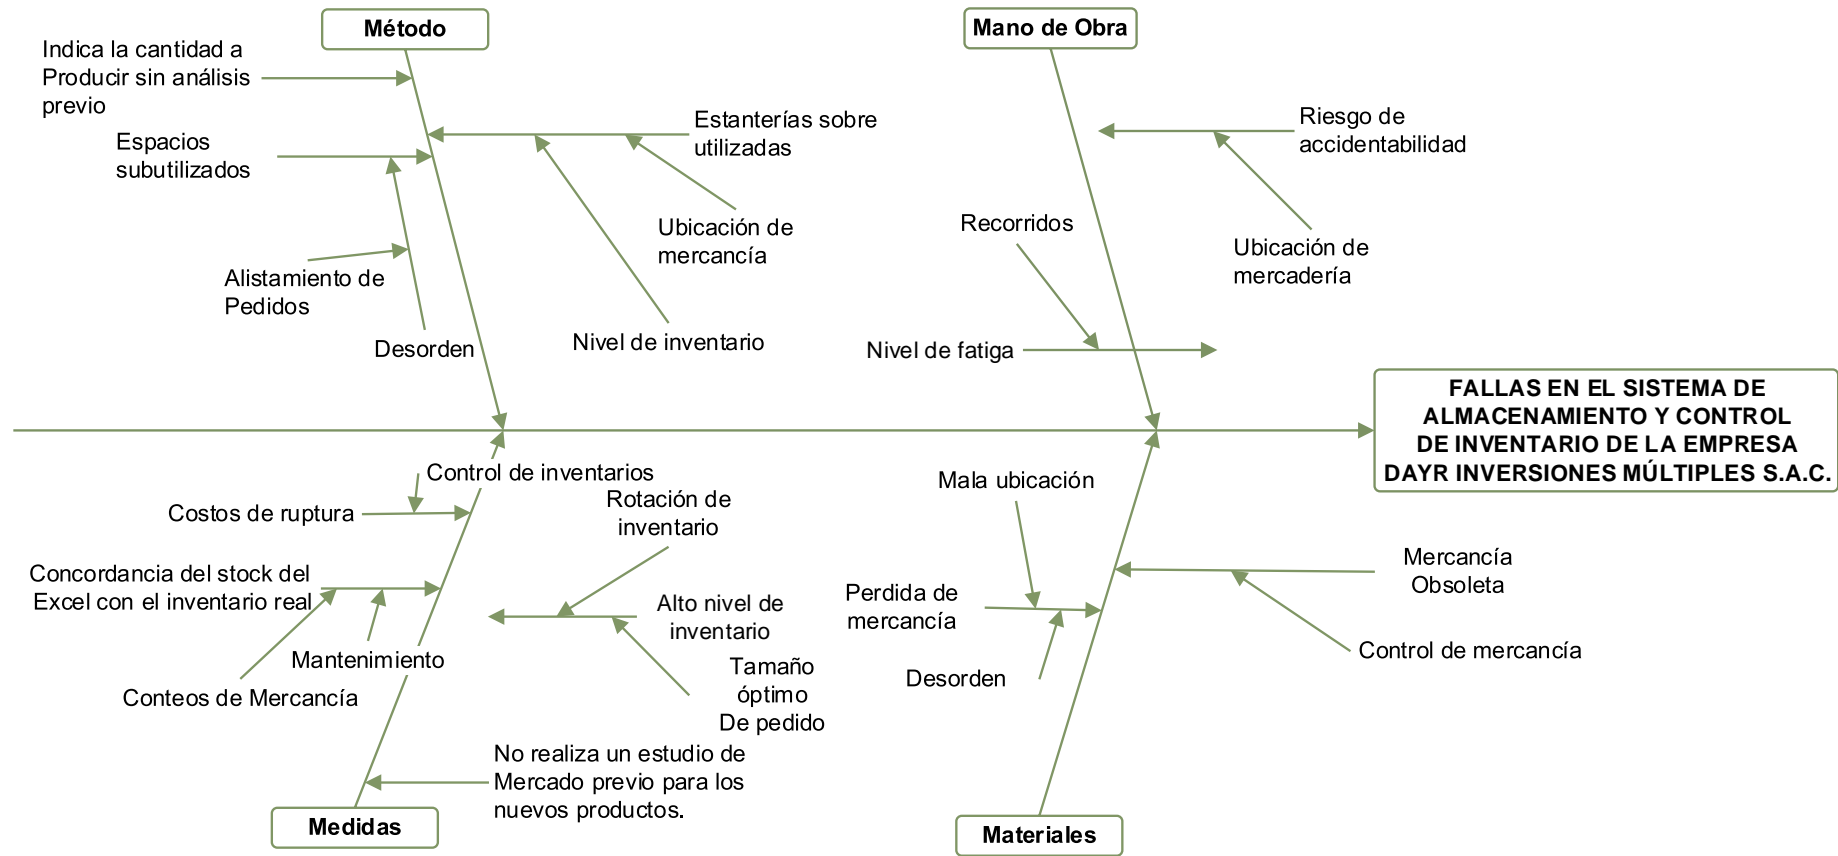 Método
Indica la cantidad a
Producir sin análisis
previo
Espacios
subutilizados
Estanterías sobre
utilizadas
Ubicación de
mercancía
Alistamiento de
Pedidos
Desorden
Nivel de inventario
Mano de Obra
Riesgo de
accidentabilidad
Recorridos
Ubicación de
mercadería
Nivel de fatiga
FALLAS EN EL SISTEMA DE
ALMACENAMIENTO Y CONTROL
DE INVENTARIO DE LA EMPRESA
DAYR INVERSIONES MÚLTIPLES S.A.C.
Control de inventarios
Costos de ruptura
Rotación de
inventario
Concordancia del stock del
Excel con el inventario real
Alto nivel de
inventario
Mantenimiento
Conteos de Mercancía
Tamaño
óptimo
De pedido
No realiza un estudio de
Mercado previo para los
nuevos productos.
Medidas
Mala ubicación
Mercancía
Obsoleta
Perdida de
mercancía
Control de mercancía
Desorden
Materiales